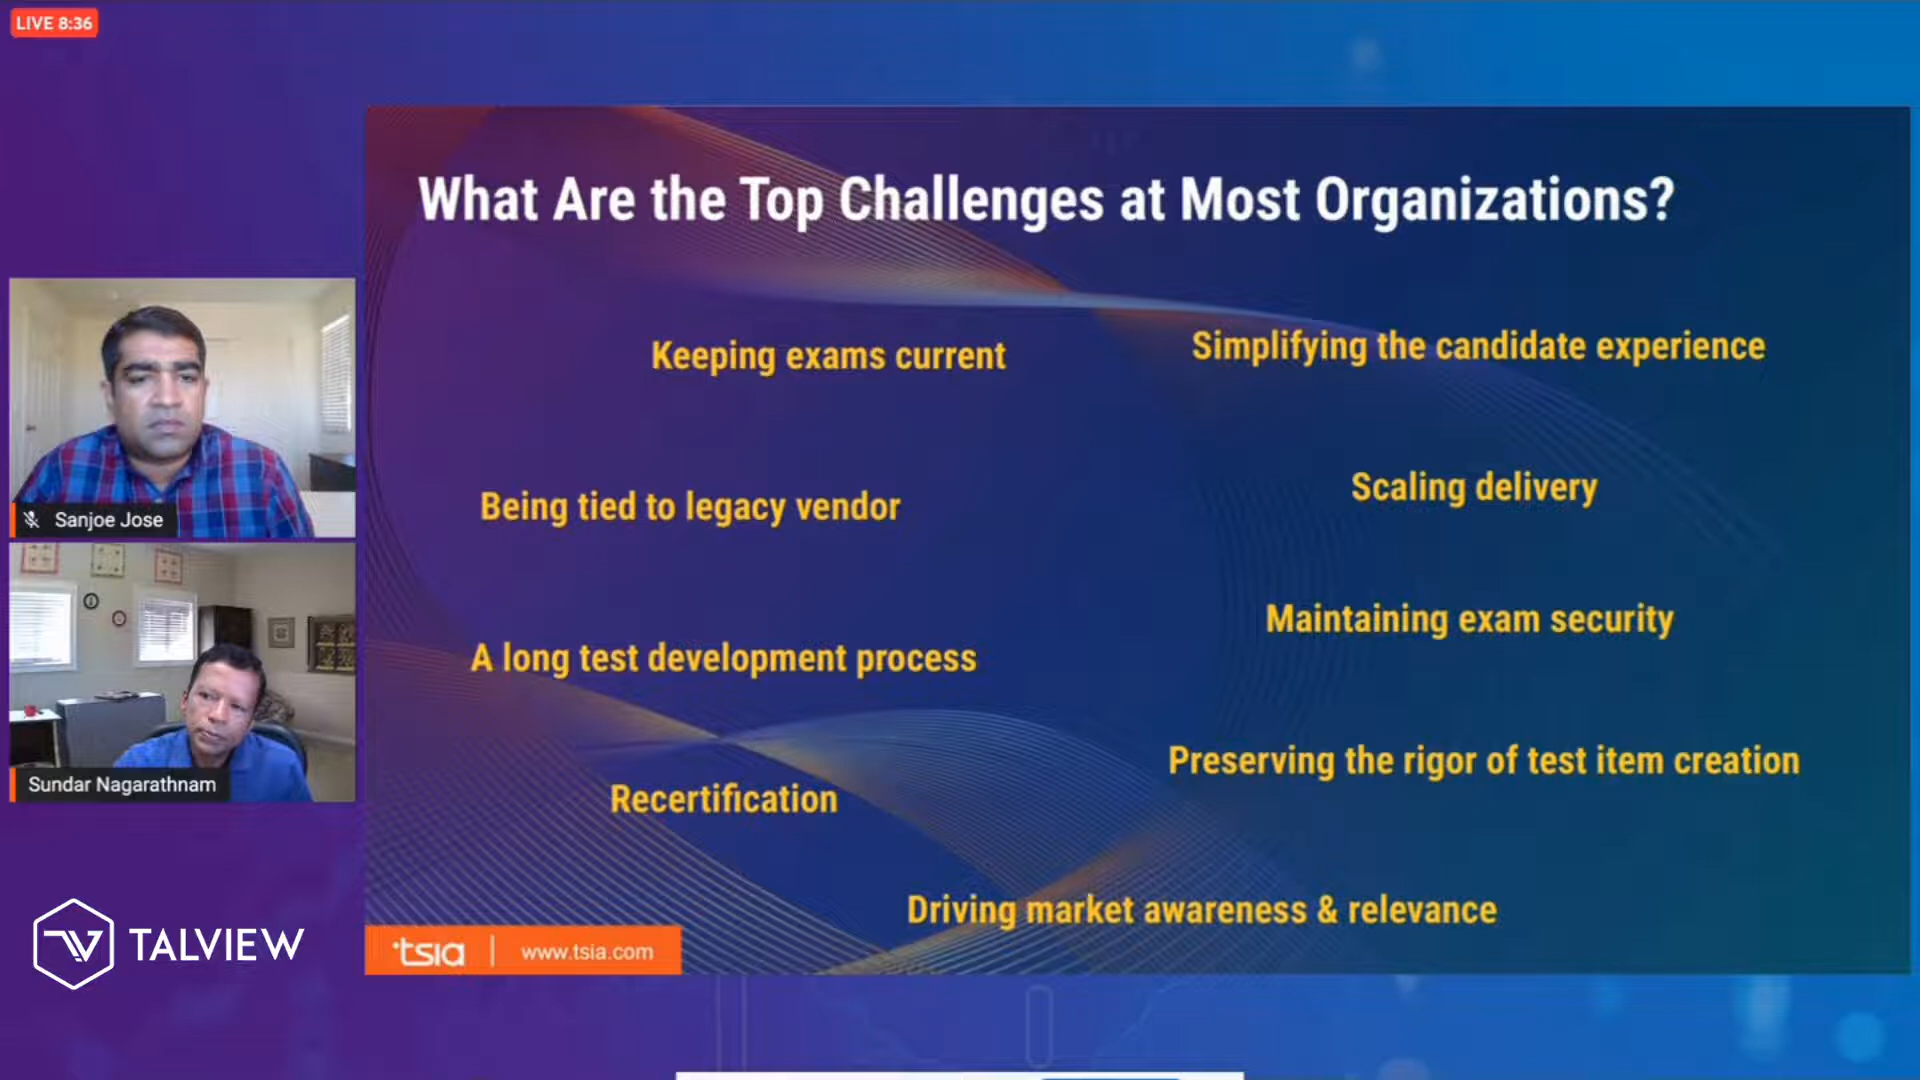 LIVE 8:36
What Are the Top Challenges at Most Organizations?
Keeping exams current
Simplifying the candidate experience
Being tied to legacy vendor
Scaling delivery
A long test development process
Maintaining exam security
Recertification
Preserving the rigor of test item creation
Driving market awareness & relevance
Sanjoe Jose
Sundar Nagarathnam
TALVIEW
tsia
www.tsia.com